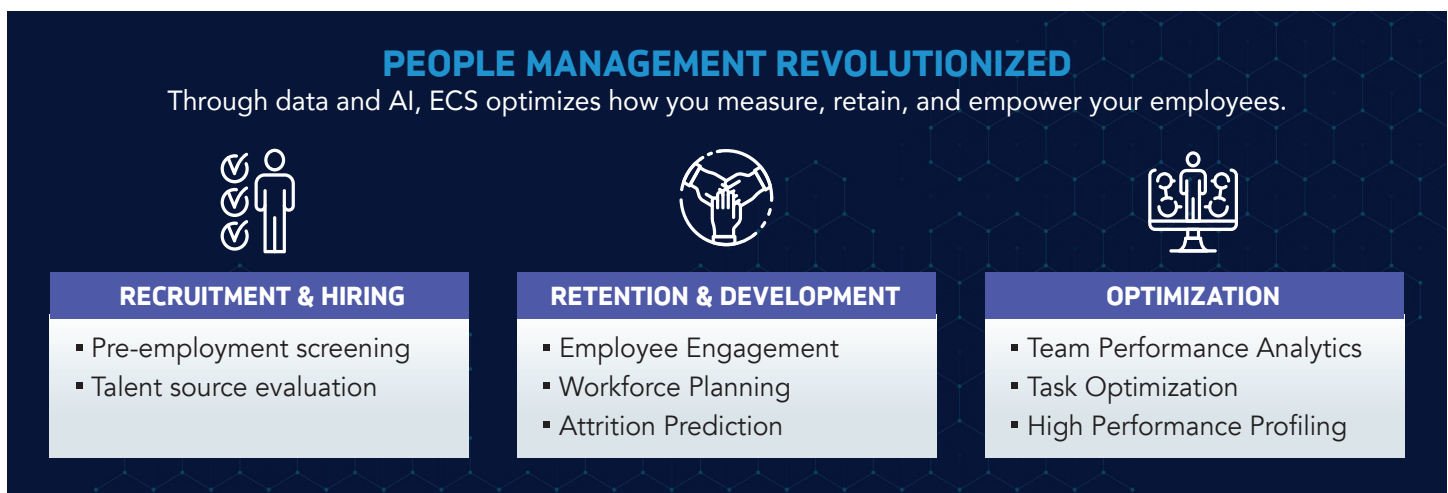 PEOPLE MANAGEMENT REVOLUTIONIZED
Through data and AI, ECS optimizes how you measure, retain, and empower your employees.
RECRUITMENT & HIRING
▪ Pre-employment screening
▪ Talent source evaluation
RETENTION & DEVELOPMENT
▪ Employee Engagement
▪ Workforce Planning
▪ Attrition Prediction
OPTIMIZATION
▪ Team Performance Analytics
▪ Task Optimization
▪ High Performance Profiling